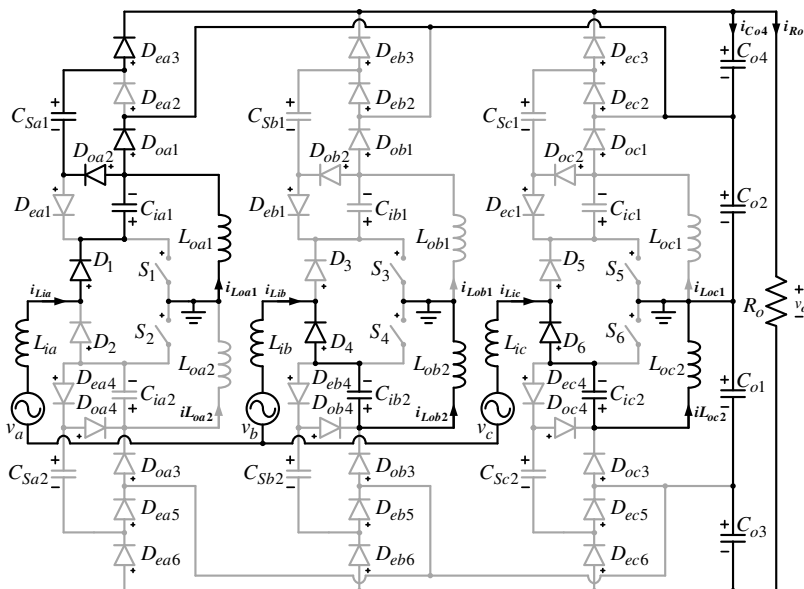 i_Co4 i_Ro
D_ea3 D_eb3 D_ec3 C_o4
D_ea2 D_eb2 D_ec2
C_Sa1 C_Sb1 C_Sc1
D_oa1 D_ob1 D_oc1
D_oa2 D_ob2 D_oc2
D_ea1 C_ia1 D_eb1 C_ib1 D_ec1 C_ic1 C_o2
L_oa1 L_ob1 L_oc1
D_1 S_1 D_3 S_3 D_5 S_5
i_Lia i_Loa1 i_Lib i_Lob1 i_Lic i_Loc1
R_o
L_ia D_2 S_2 L_ib D_4 S_4 L_ic D_6 S_6
L_oa2 L_ob2 L_oc2
D_ea4 C_ia2 D_eb4 C_ib2 D_ec4 C_ic2 C_o1
D_oa4 iL_oa2 D_ob4 i_Lob2 D_oc4 iL_oc2
v_a v_b v_c
D_oa3 D_ob3 D_oc3
C_Sa2 C_Sb2 C_Sc2
D_ea5 D_eb5 D_ec5
C_o3
D_ea6 D_eb6 D_ec6